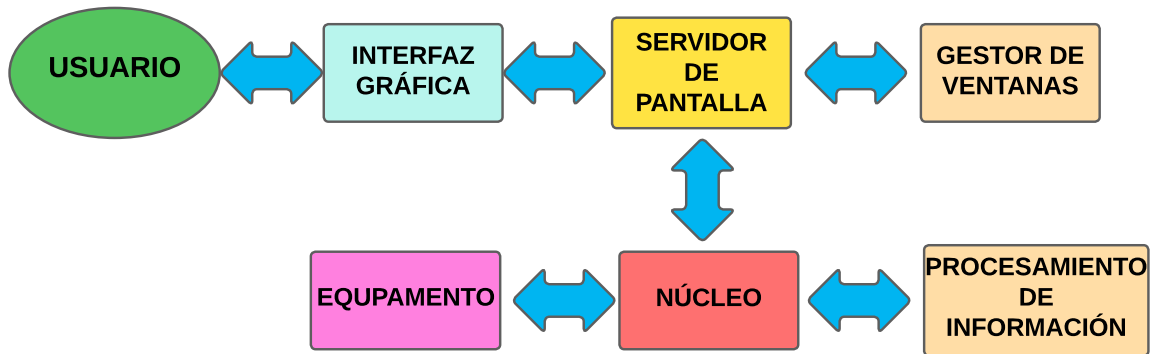 USUARIO
INTERFAZ
GRÁFICA
SERVIDOR
DE
PANTALLA
GESTOR DE
VENTANAS
EQUPAMENTO
NÚCLEO
PROCESAMIENTO
DE
INFORMACIÓN